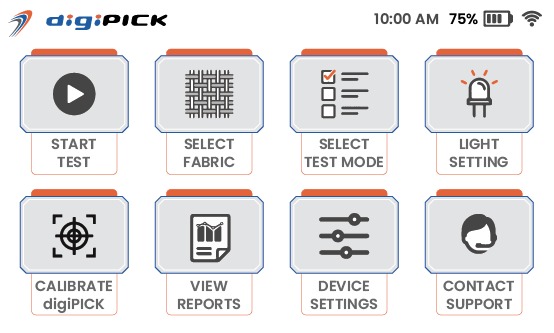 digiPICK 10:00 AM 75%
START
TEST
SELECT
FABRIC
SELECT
TEST MODE
LIGHT
SETTING
CALIBRATE
digiPICK
VIEW
REPORTS
DEVICE
SETTINGS
CONTACT
SUPPORT